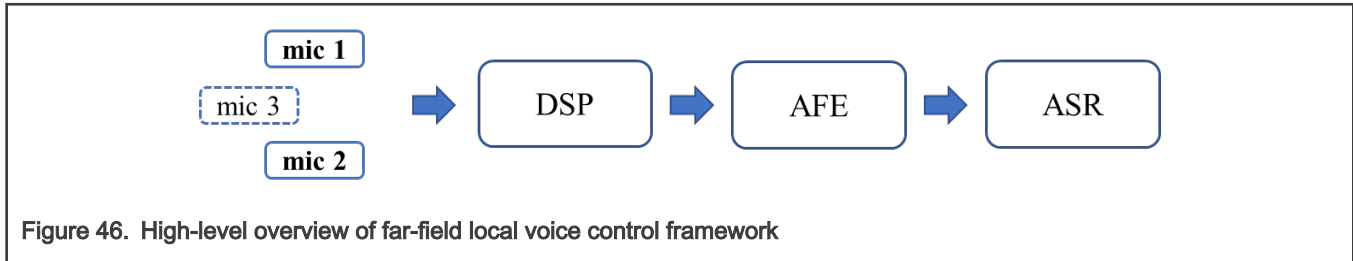 mic 1
mic 3
mic 2
DSP
AFE
ASR
Figure 46. High-level overview of far-field local voice control framework